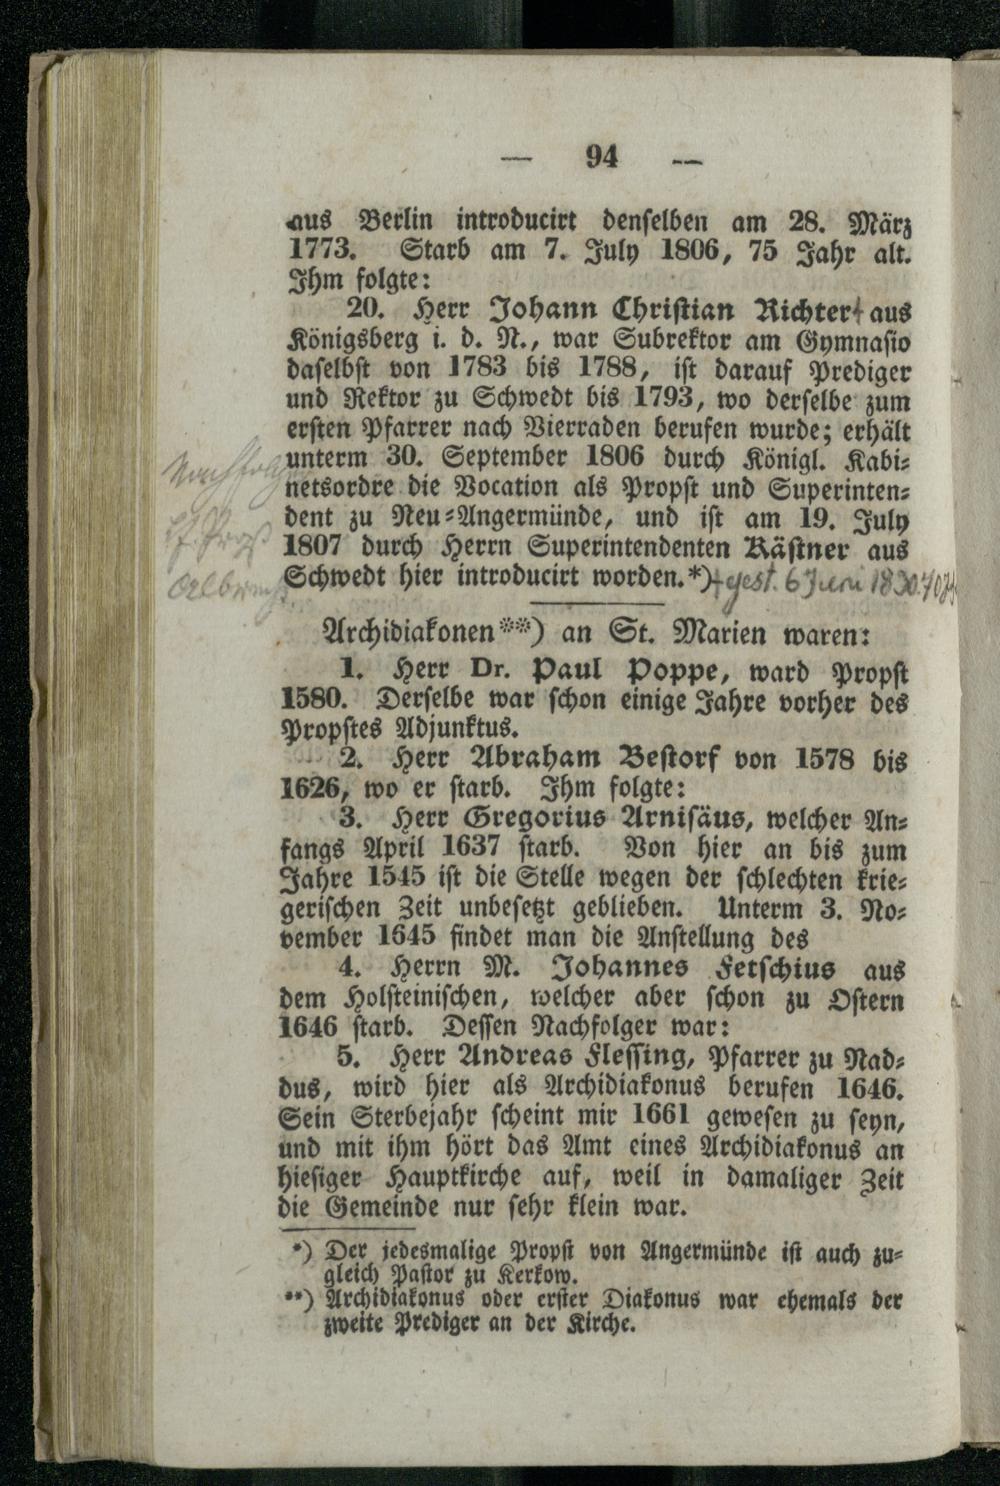 — 94 —
aus Berlin introducirt denselben am 28. März
1773. Starb am 7. July 1806, 75 Jahr alt.
Ihm folgte:
20. Herr Johann Christian Richter† aus
Königsberg i. d. N., war Subrektor am Gymnasio
daselbst von 1783 bis 1788, ist darauf Prediger
und Rektor zu Schwedt bis 1793, wo derselbe zum
ersten Pfarrer nach Vierraden berufen wurde; erhält
unterm 30. September 1806 durch Königl. Kabi⸗
netsordre die Vocation als Propst und Superinten⸗
dent zu Neu⸗Angermünde, und ist am 19. July
1807 durch Herrn Superintendenten Kästner aus
Schwedt hier introducirt worden.*) † gest. 6 Juni 1830.
Nachfolger
Albrecht
Archidiakonen**) an St. Marien waren:
1. Herr Dr. Paul Poppe, ward Propst
1580. Derselbe war schon einige Jahre vorher des
Propstes Adjunktus.
2. Herr Abraham Bestorf von 1578 bis
1626, wo er starb. Ihm folgte:
3. Herr Gregorius Arnisäus, welcher An⸗
fangs April 1637 starb. Von hier an bis zum
Jahre 1545 ist die Stelle wegen der schlechten krie⸗
gerischen Zeit unbesetzt geblieben. Unterm 3. No⸗
vember 1645 findet man die Anstellung des
4. Herrn M. Johannes Fetschius aus
dem Holsteinischen, welcher aber schon zu Ostern
1646 starb. Dessen Nachfolger war:
5. Herr Andreas Flessing, Pfarrer zu Nad⸗
dus, wird hier als Archidiakonus berufen 1646.
Sein Sterbejahr scheint mir 1661 gewesen zu seyn,
und mit ihm hört das Amt eines Archidiakonus an
hiesiger Hauptkirche auf, weil in damaliger Zeit
die Gemeinde nur sehr klein war.
*) Der jedesmalige Propst von Angermünde ist auch zu⸗
gleich Pastor zu Kerkow.
**) Archidiakonus oder erster Diakonus war ehemals der
zweite Prediger an der Kirche.